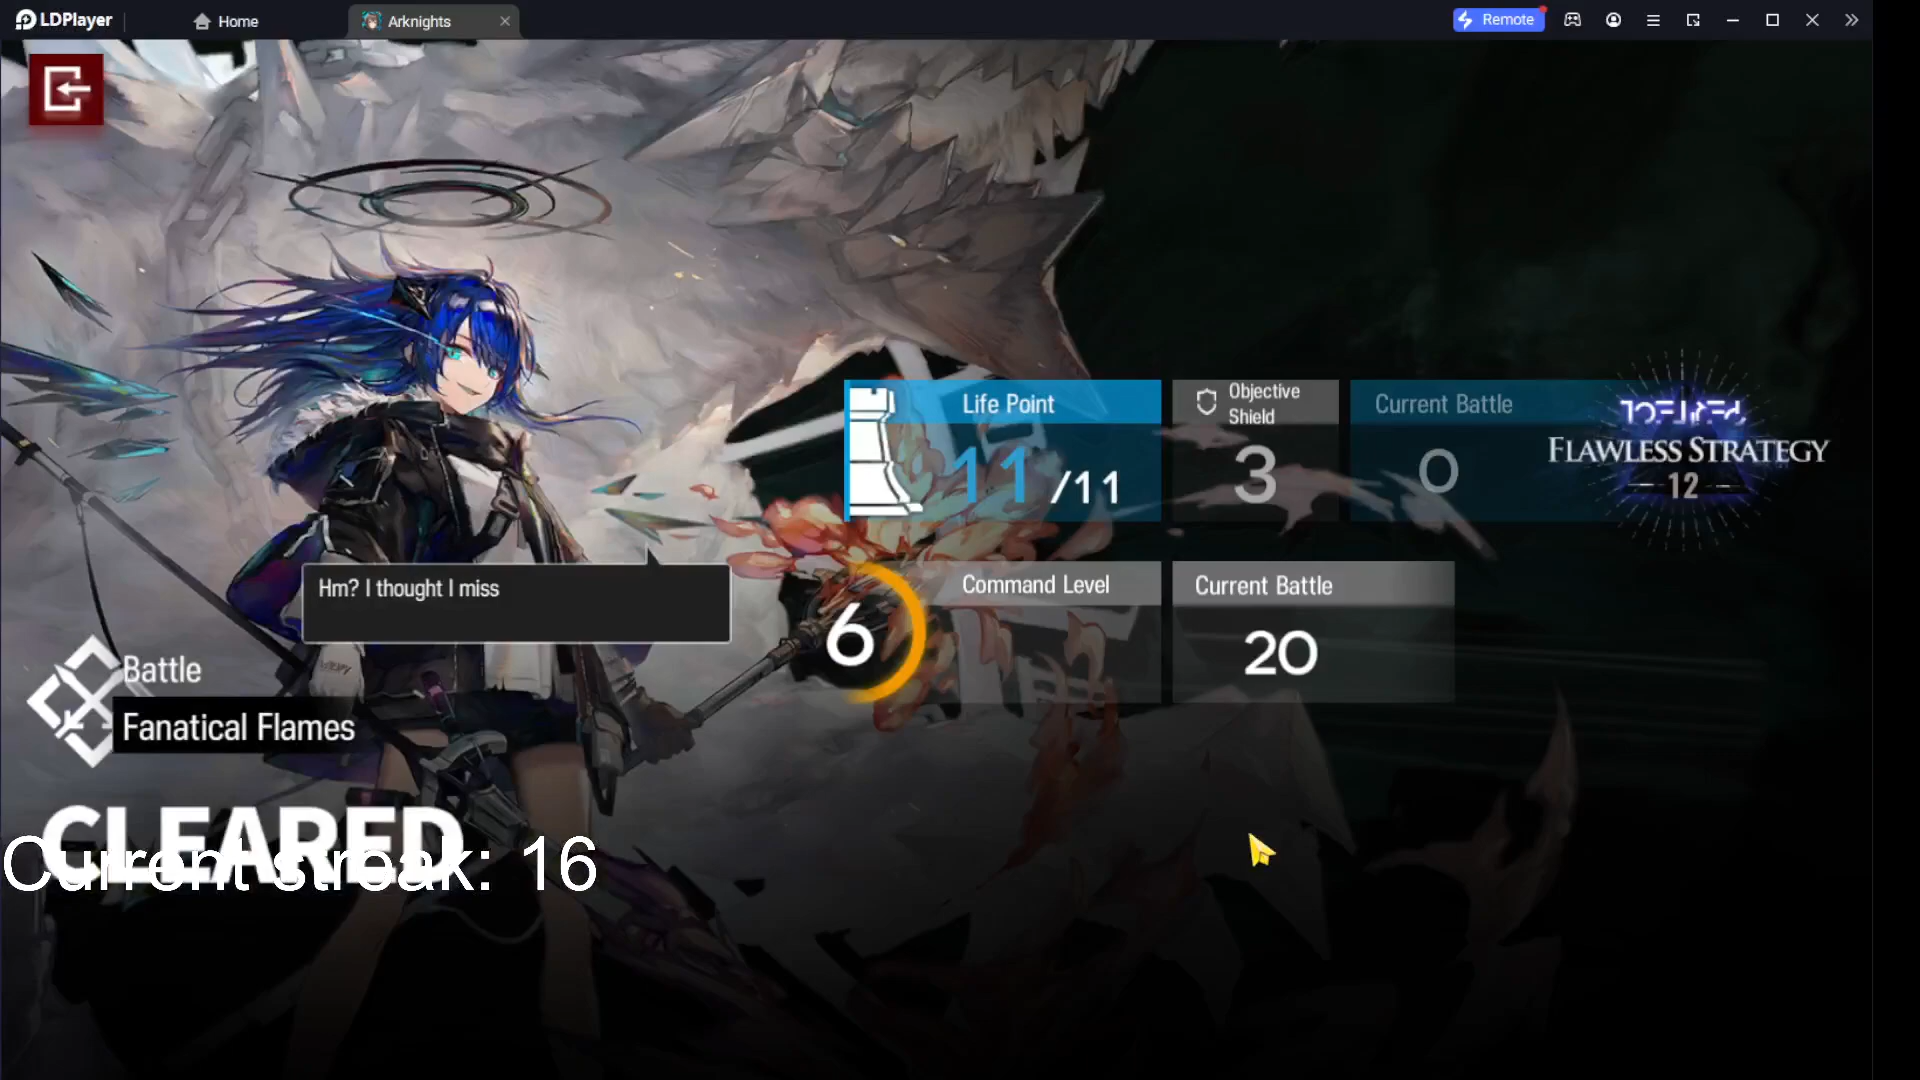 LDPlayer
Home
Arknights
Remote
Life Point
11 /11
Objective
Shield
3
Current Battle
0
FLAWLESS STRATEGY
12
Hm? I thought I miss
6
Command Level
Current Battle
20
Battle
Fanatical Flames
CLEARED
Current streak: 16